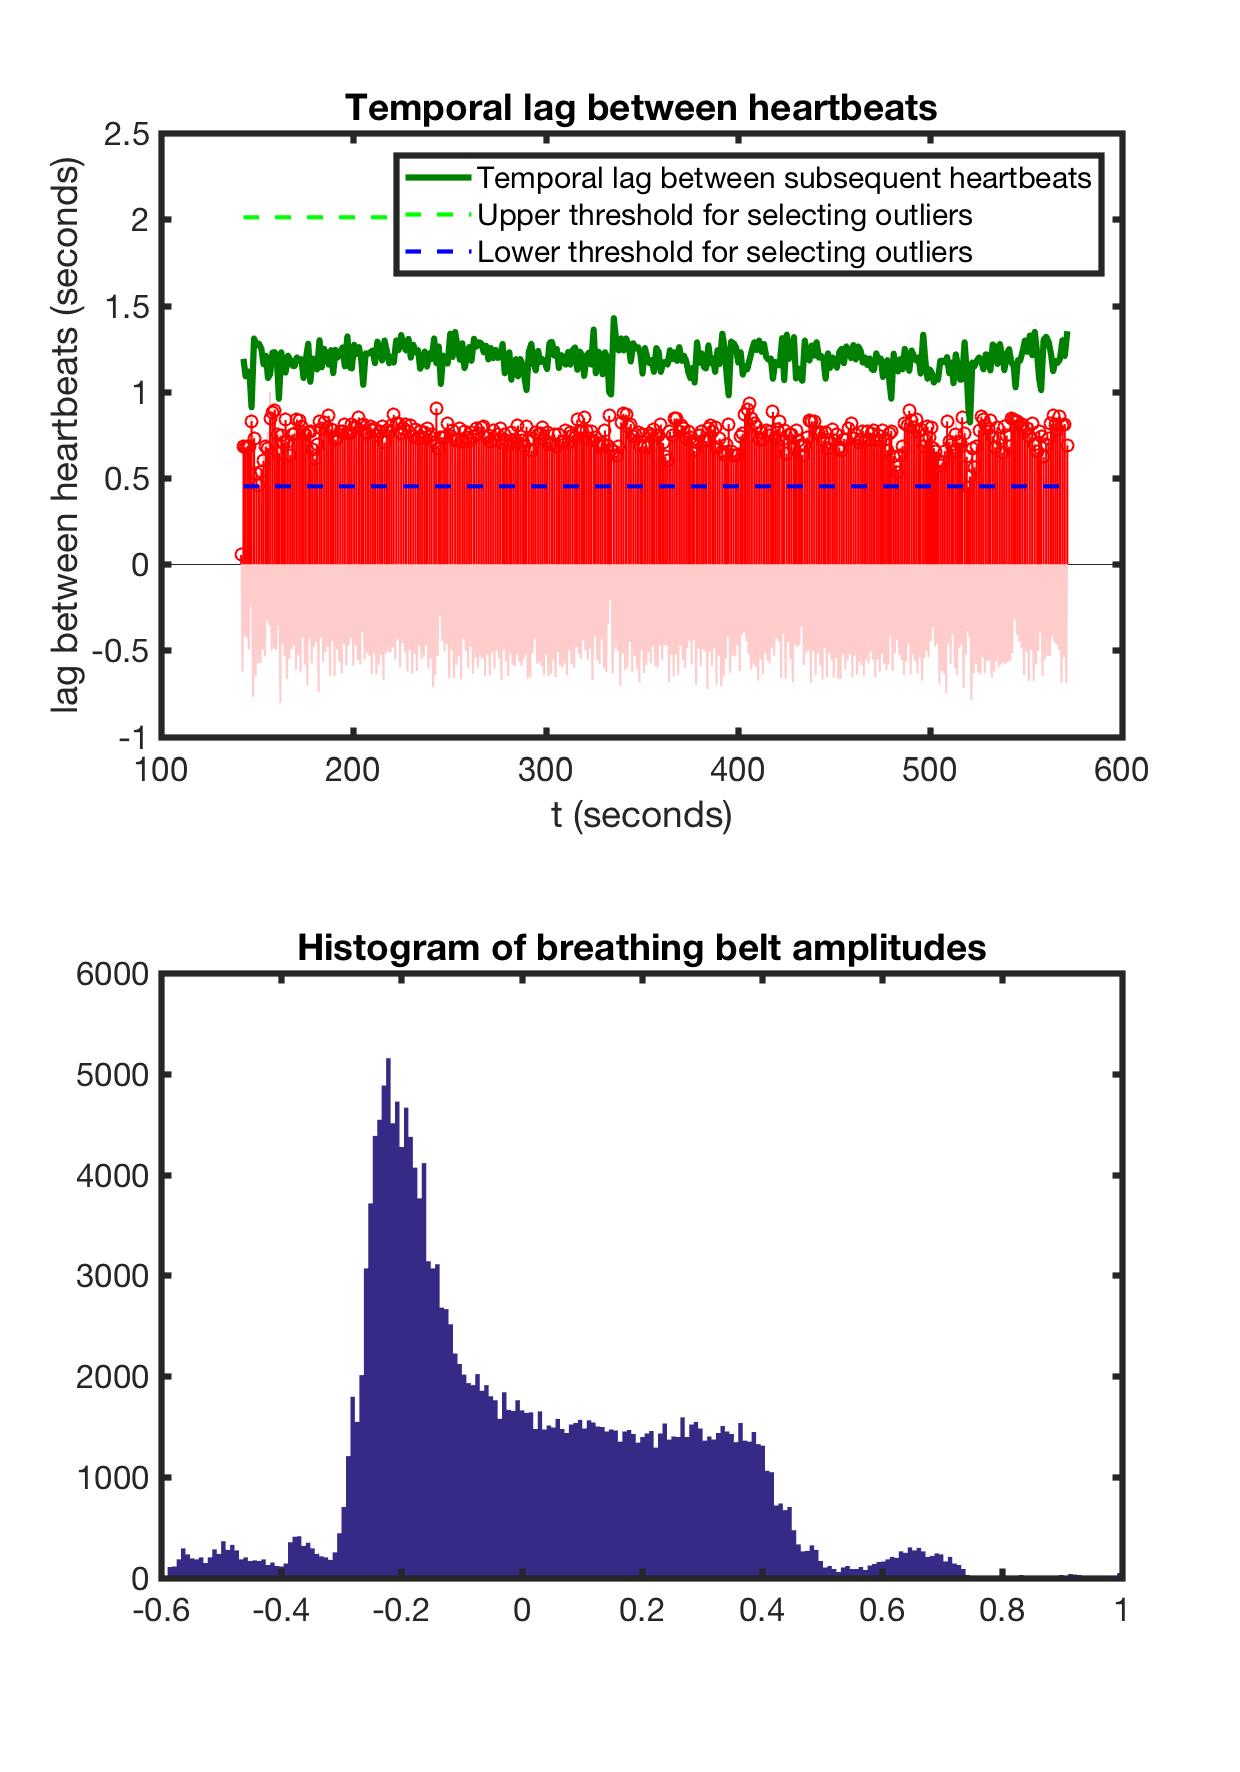 Temporal lag between heartbeats
2.5
2
1.5
1
0.5
0
-0.5
-1
lag between heartbeats (seconds)
Temporal lag between subsequent heartbeats
Upper threshold for selecting outliers
Lower threshold for selecting outliers
100 200 300 400 500 600
t (seconds)
Histogram of breathing belt amplitudes
6000
5000
4000
3000
2000
1000
0
-0.6 -0.4 -0.2 0 0.2 0.4 0.6 0.8 1